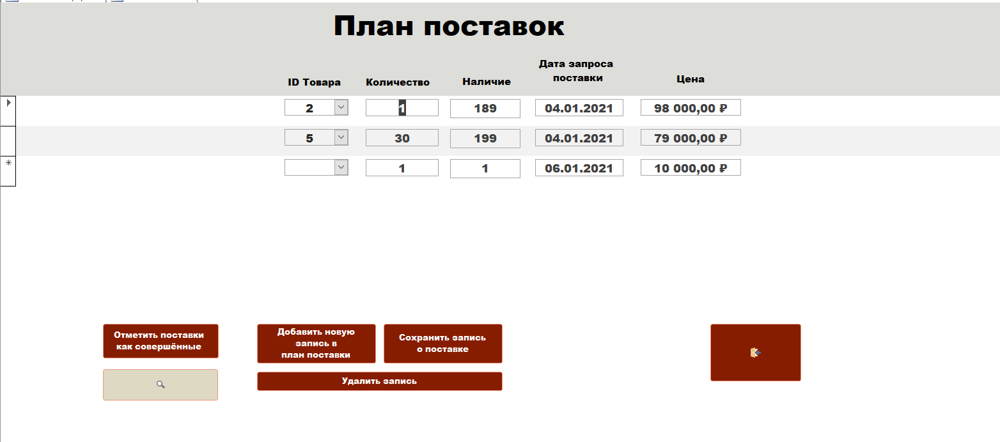 План поставок
ID Товара Количество Наличие Дата запроса
поставки Цена
2 1 189 04.01.2021 98 000,00 ₽
5 30 199 04.01.2021 79 000,00 ₽
1 1 06.01.2021 10 000,00 ₽
Отметить поставки
как совершённые
Добавить новую
запись в
план поставки
Сохранить запись
о поставке
Удалить запись